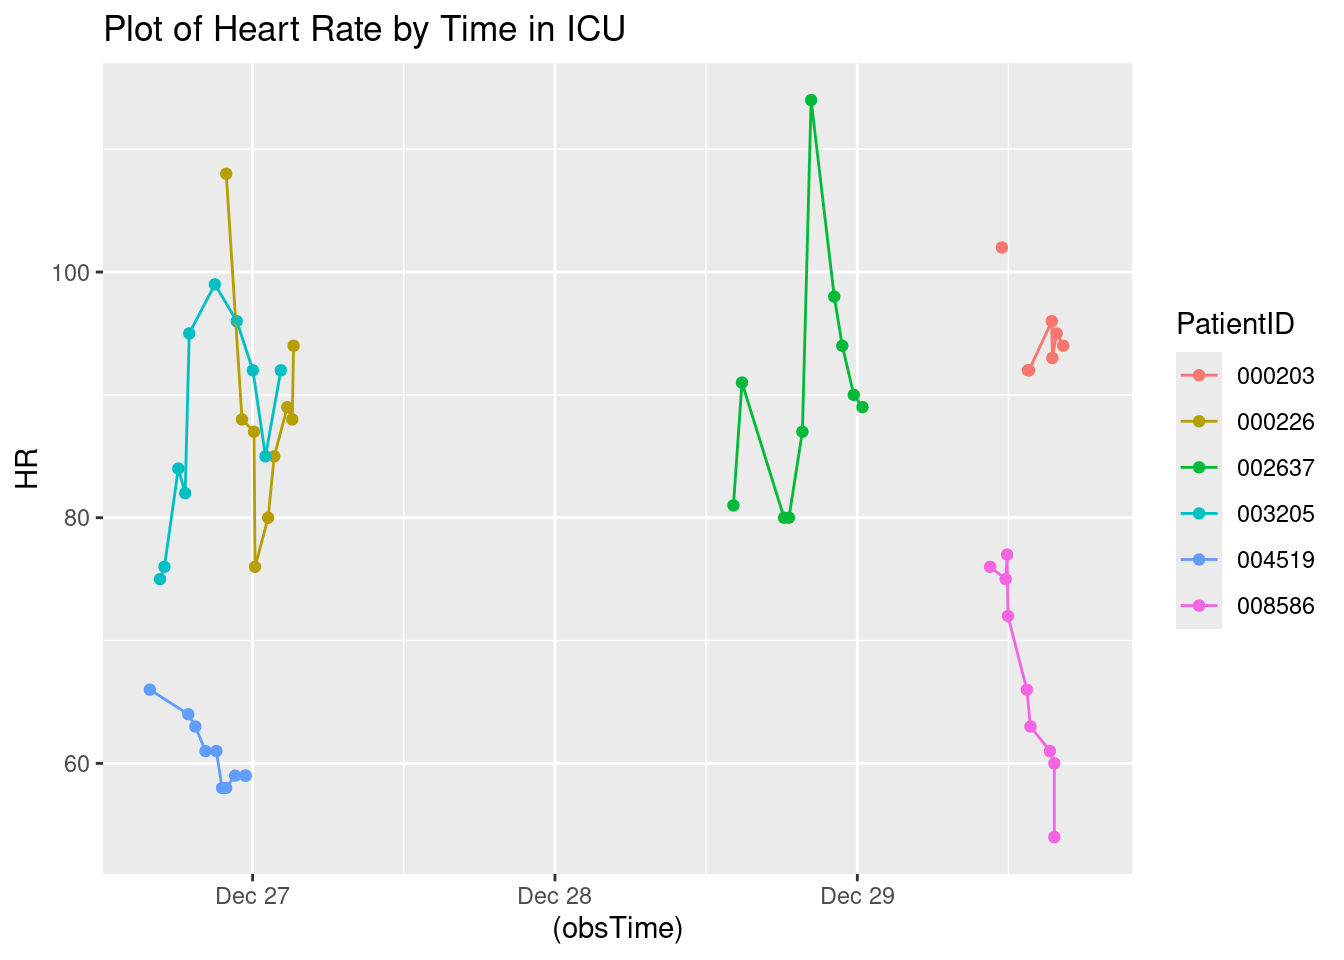 Plot of Heart Rate by Time in ICU
HR
100
80
60
Dec 27
Dec 28
Dec 29
(obsTime)
PatientID
000203
000226
002637
003205
004519
008586